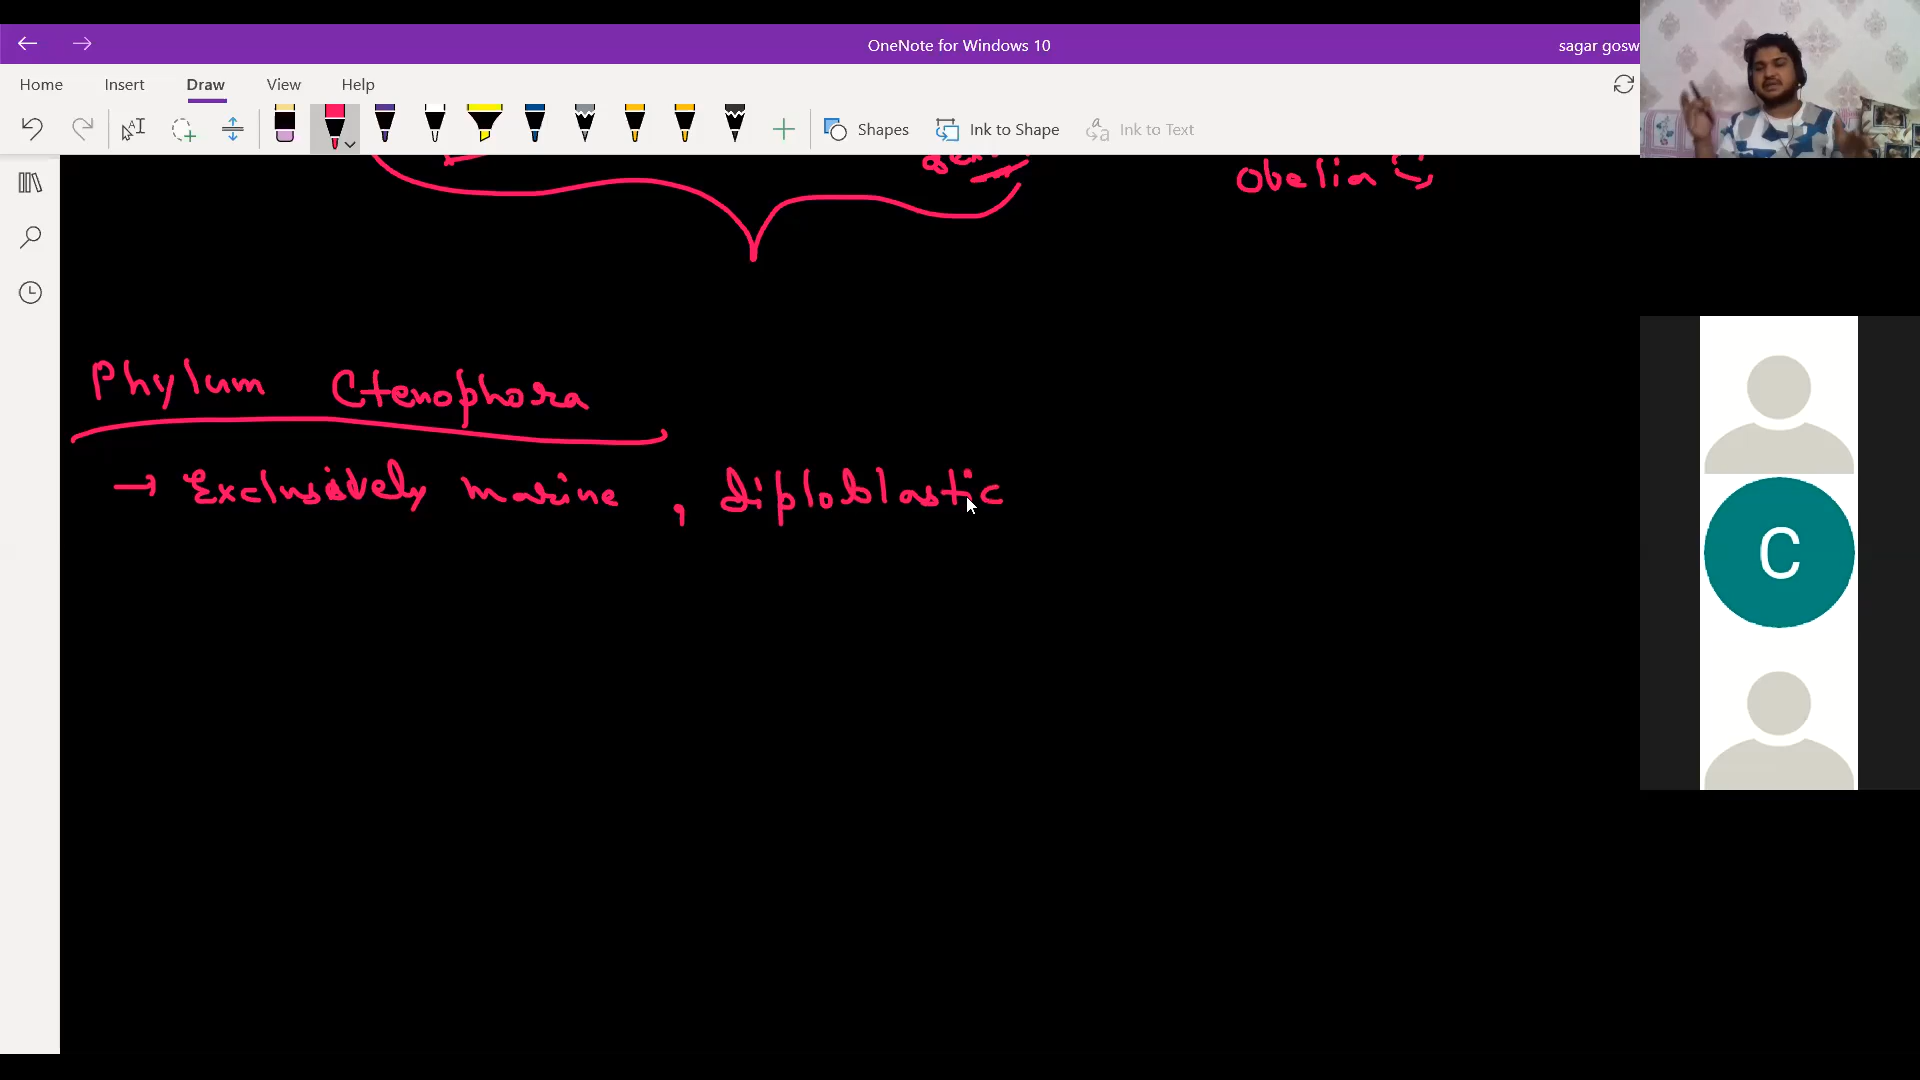 OneNote for Windows 10
sagar gosw
Home Insert Draw View Help
Shapes Ink to Shape Ink to Text
Obelia
Phylum Ctenophora
→ Exclusively marine , diploblastic
C